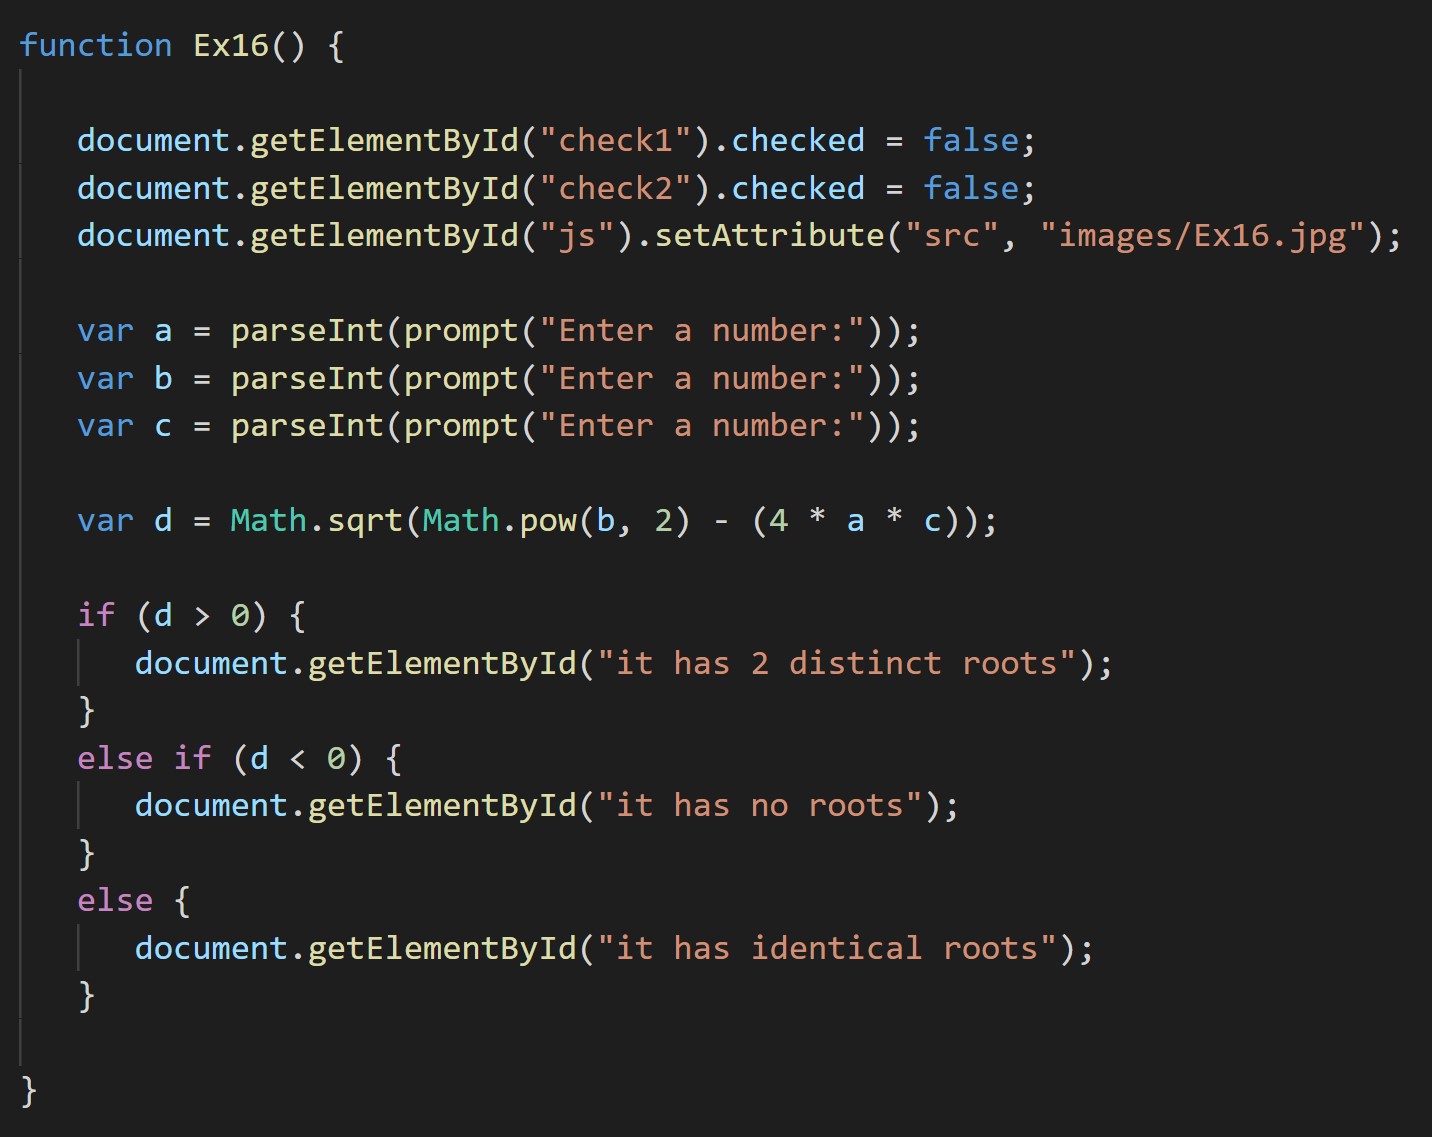 function Ex16() {
document.getElementById("check1").checked = false;
document.getElementById("check2").checked = false;
document.getElementById("js").setAttribute("src", "images/Ex16.jpg");
var a = parseInt(prompt("Enter a number:"));
var b = parseInt(prompt("Enter a number:"));
var c = parseInt(prompt("Enter a number:"));
var d = Math.sqrt(Math.pow(b, 2) - (4 * a * c));
if (d > 0) {
document.getElementById("it has 2 distinct roots");
}
else if (d < 0) {
document.getElementById("it has no roots");
}
else {
document.getElementById("it has identical roots");
}
}